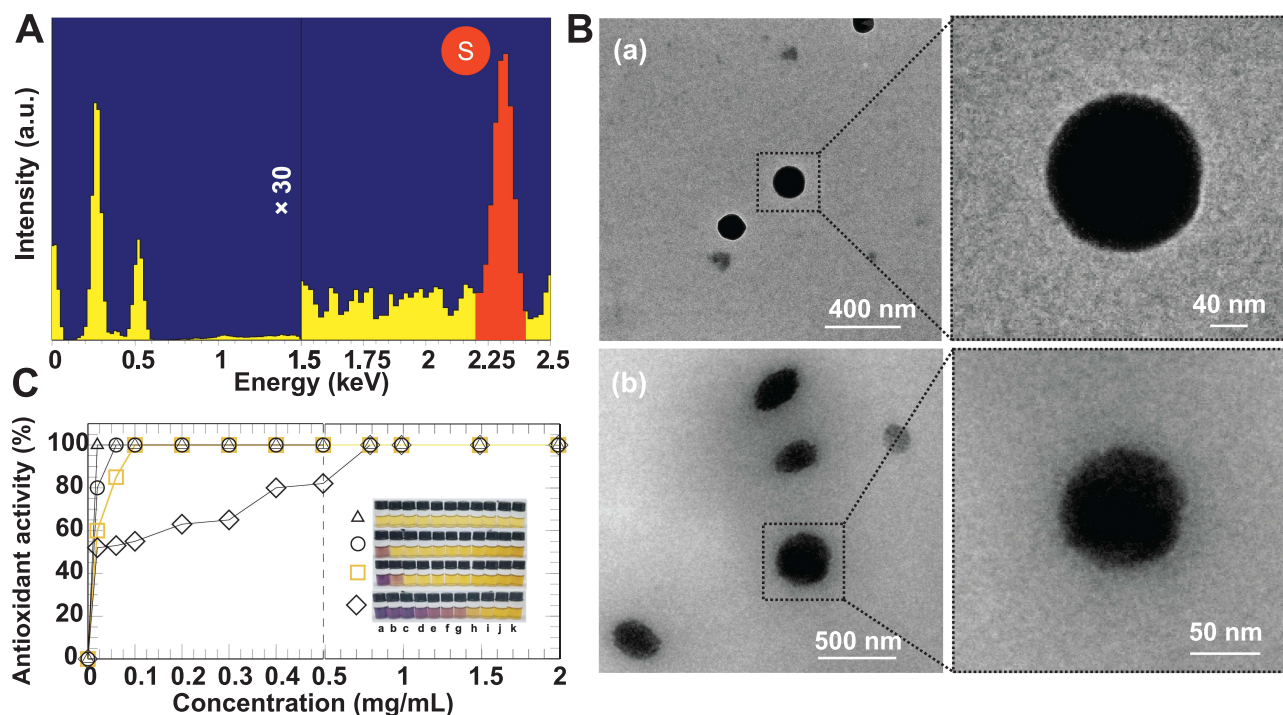 A
S
× 30
Intensity (a.u.)
0 0.5 1 1.5 1.75 2 2.25 2.5
Energy (keV)
B
(a)
400 nm
40 nm
(b)
500 nm
50 nm
C
Antioxidant activity (%)
100
80
60
40
20
0
a b c d e f g h i j k
0 0.1 0.2 0.3 0.4 0.5 1 1.5 2
Concentration (mg/mL)